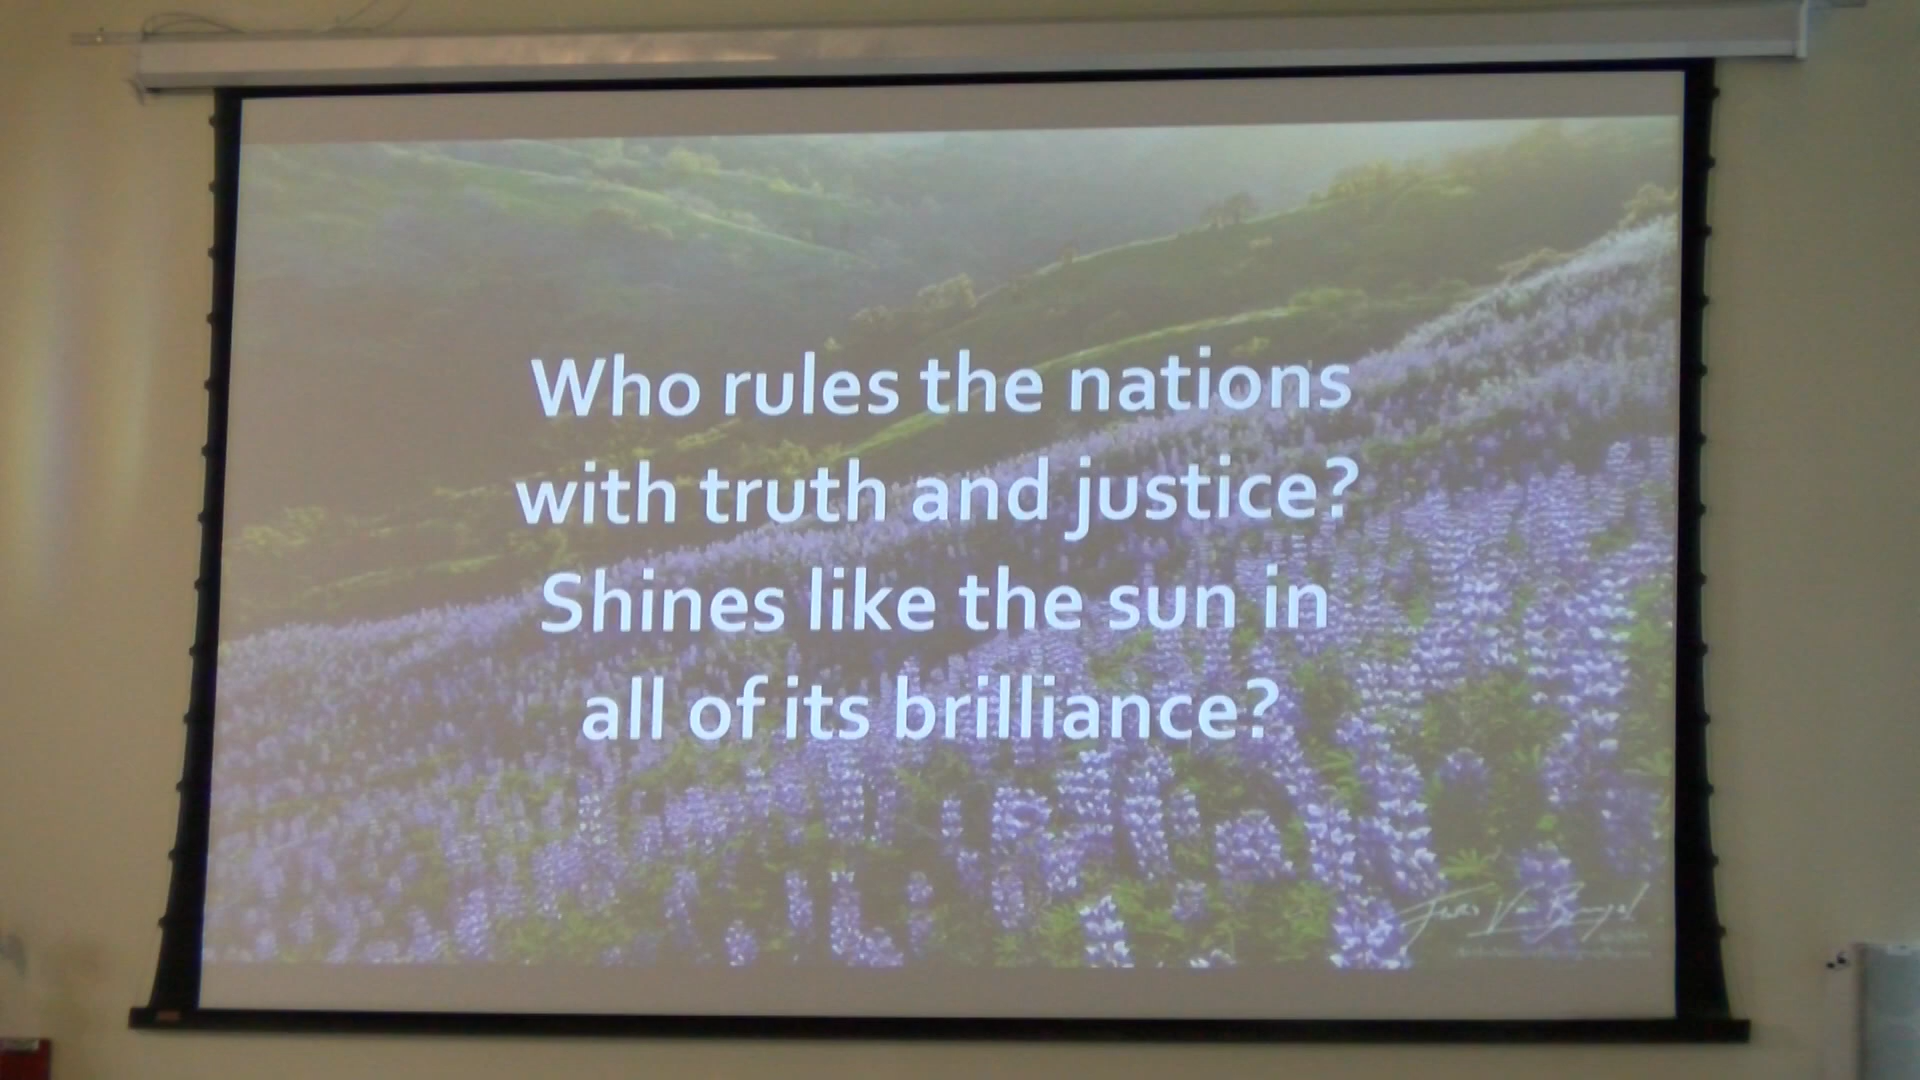 Who rules the nations
with truth and justice?
Shines like the sun in
all of its brilliance?